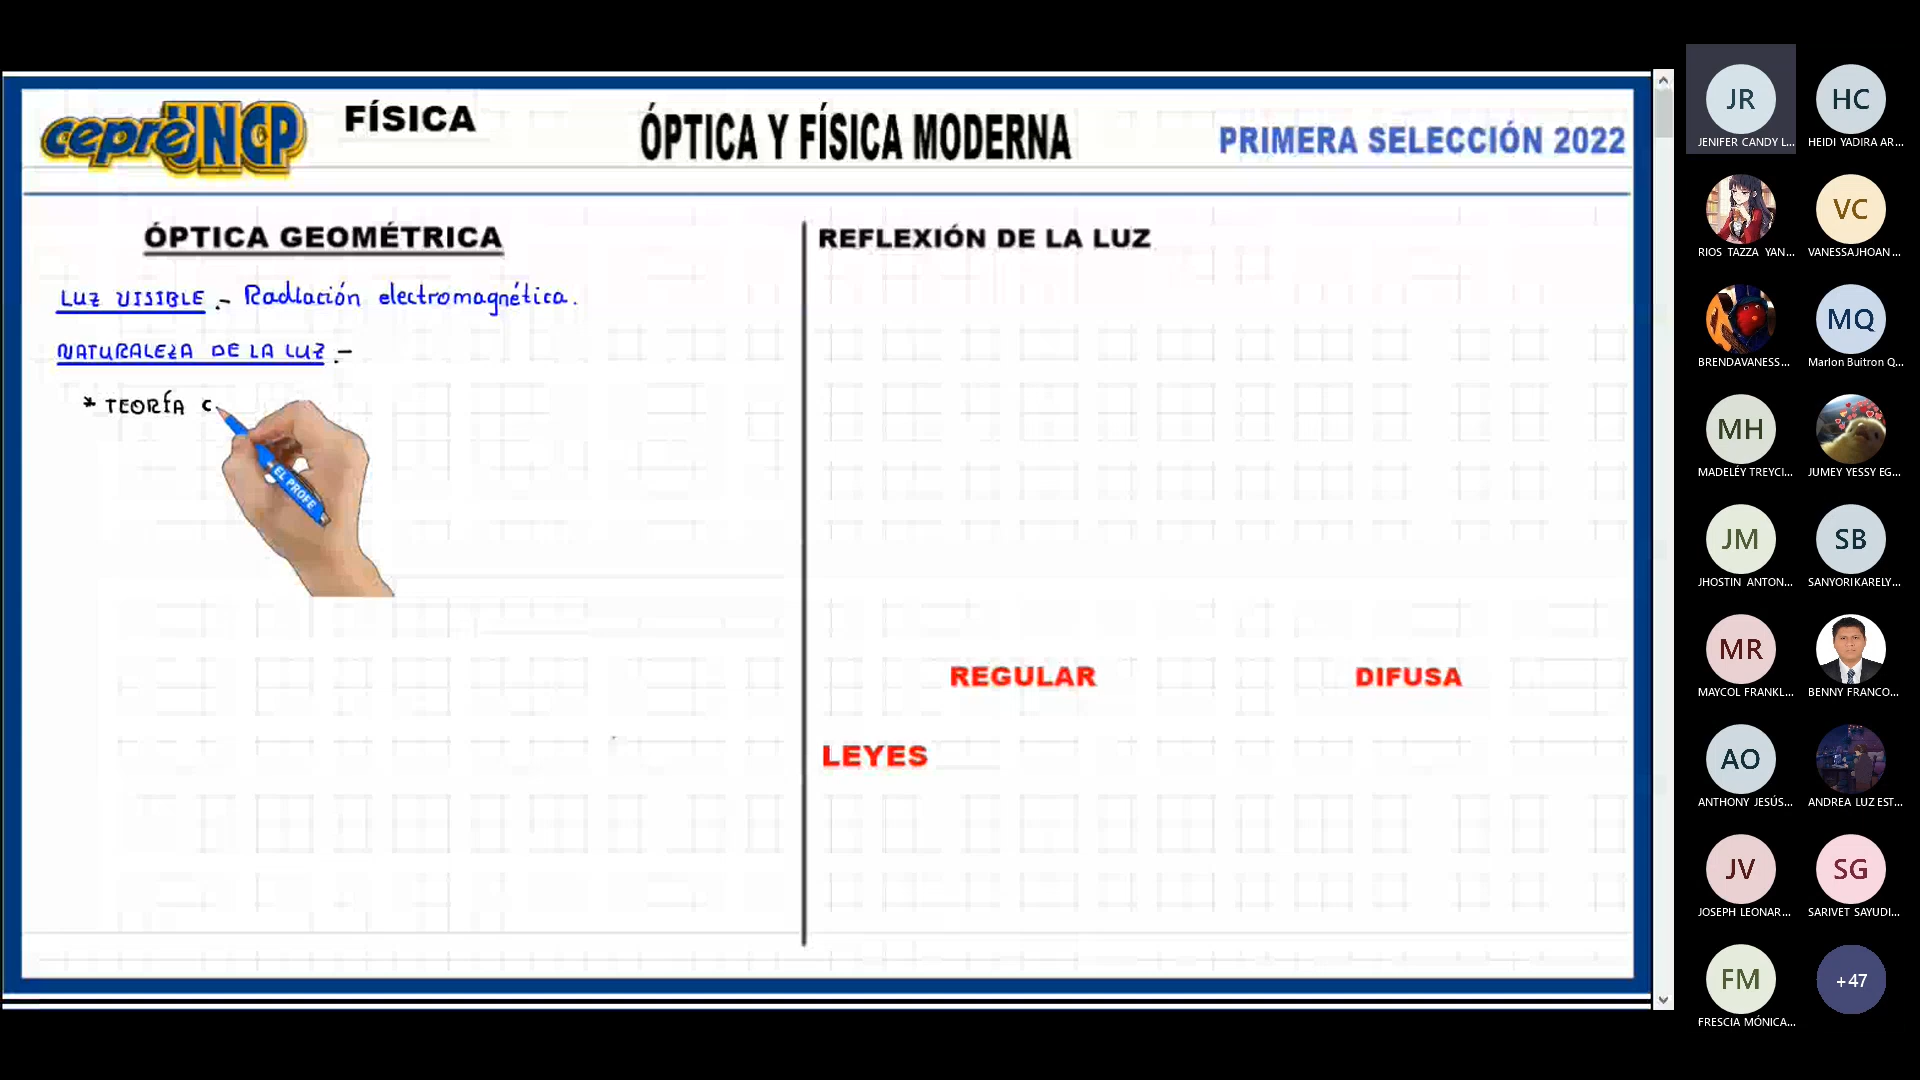 cepre UNCP
FÍSICA
ÓPTICA Y FÍSICA MODERNA
PRIMERA SELECCIÓN 2022
ÓPTICA GEOMÉTRICA
LUZ VISIBLE.- Radiación electromagnética.
NATURALEZA DE LA LUZ.-
* TEORÍA C
EL PROFE
REFLEXIÓN DE LA LUZ
REGULAR
DIFUSA
LEYES
JR
JENIFER CANDY L...
HC
HEIDI YADIRA AR...
RIOS TAZZA YAN...
VC
VANESSAJHOAN...
BRENDAVANESS...
MQ
Marlon Buitron Q...
MH
MADELÉY TREYCI...
JUMEY YESSY EG...
JM
JHOSTIN ANTON...
SB
SANYORIKARELY...
MR
MAYCOL FRANKL...
BENNY FRANCO...
AO
ANTHONY JESÚS...
ANDREA LUZ EST...
JV
JOSEPH LEONAR...
SG
SARIVET SAYUDI...
FM
FRESCIA MÓNICA...
+47